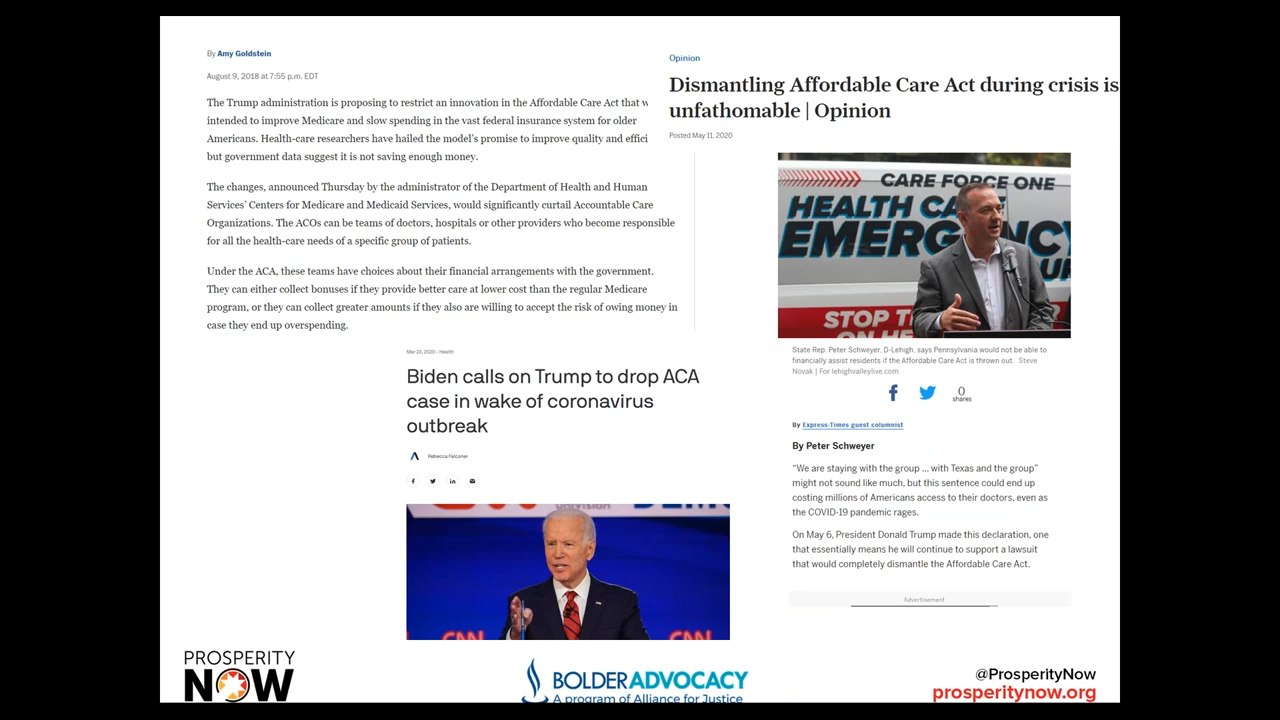 By Amy Goldstein
August 9, 2018 at 7:55 p.m. EDT
The Trump administration is proposing to restrict an innovation in the Affordable Care Act that
intended to improve Medicare and slow spending in the vast federal insurance system for older
Americans. Health-care researchers have hailed the model's promise to improve quality and effici
but government data suggest it is not saving enough money.
The changes, announced Thursday by the administrator of the Department of Health and Human
Services' Centers for Medicare and Medicaid Services, would significantly curtail Accountable Care
Organizations. The ACOs can be teams of doctors, hospitals or other providers who become responsible
for all the health-care needs of a specific group of patients.
Under the ACA, these teams have choices about their financial arrangements with the government.
They can either collect bonuses if they provide better care at lower cost than the regular Medicare
program, or they can collect greater amounts if they also are willing to accept the risk of owing money in
case they end up overspending.
Opinion
Dismantling Affordable Care Act during crisis is
unfathomable | Opinion
Posted May 11, 2020
CARE FORCE ONE
HEALTH CA
EMERGENCY
STOP T
State Rep. Peter Schweyer, D-Lehigh, says Pennsylvania would not be able to
financially assist residents if the Affordable Care Act is thrown out. Steve
Novak | For lehighvalleylive.com
0
shares
By Express-Times guest columnist
By Peter Schweyer
"We are staying with the group ... with Texas and the group"
might not sound like much, but this sentence could end up
costing millions of Americans access to their doctors, even as
the COVID-19 pandemic rages.
On May 6, President Donald Trump made this declaration, one
that essentially means he will continue to support a lawsuit
that would completely dismantle the Affordable Care Act.
Advertisement
Mar 23, 2020 - Health
Biden calls on Trump to drop ACA
case in wake of coronavirus
outbreak
Rebecca Falconer
univision
CNN
CNN
PROSPERITY
NOW
BOLDERADVOCACY
A program of Alliance for Justice
@ProsperityNow
prosperitynow.org